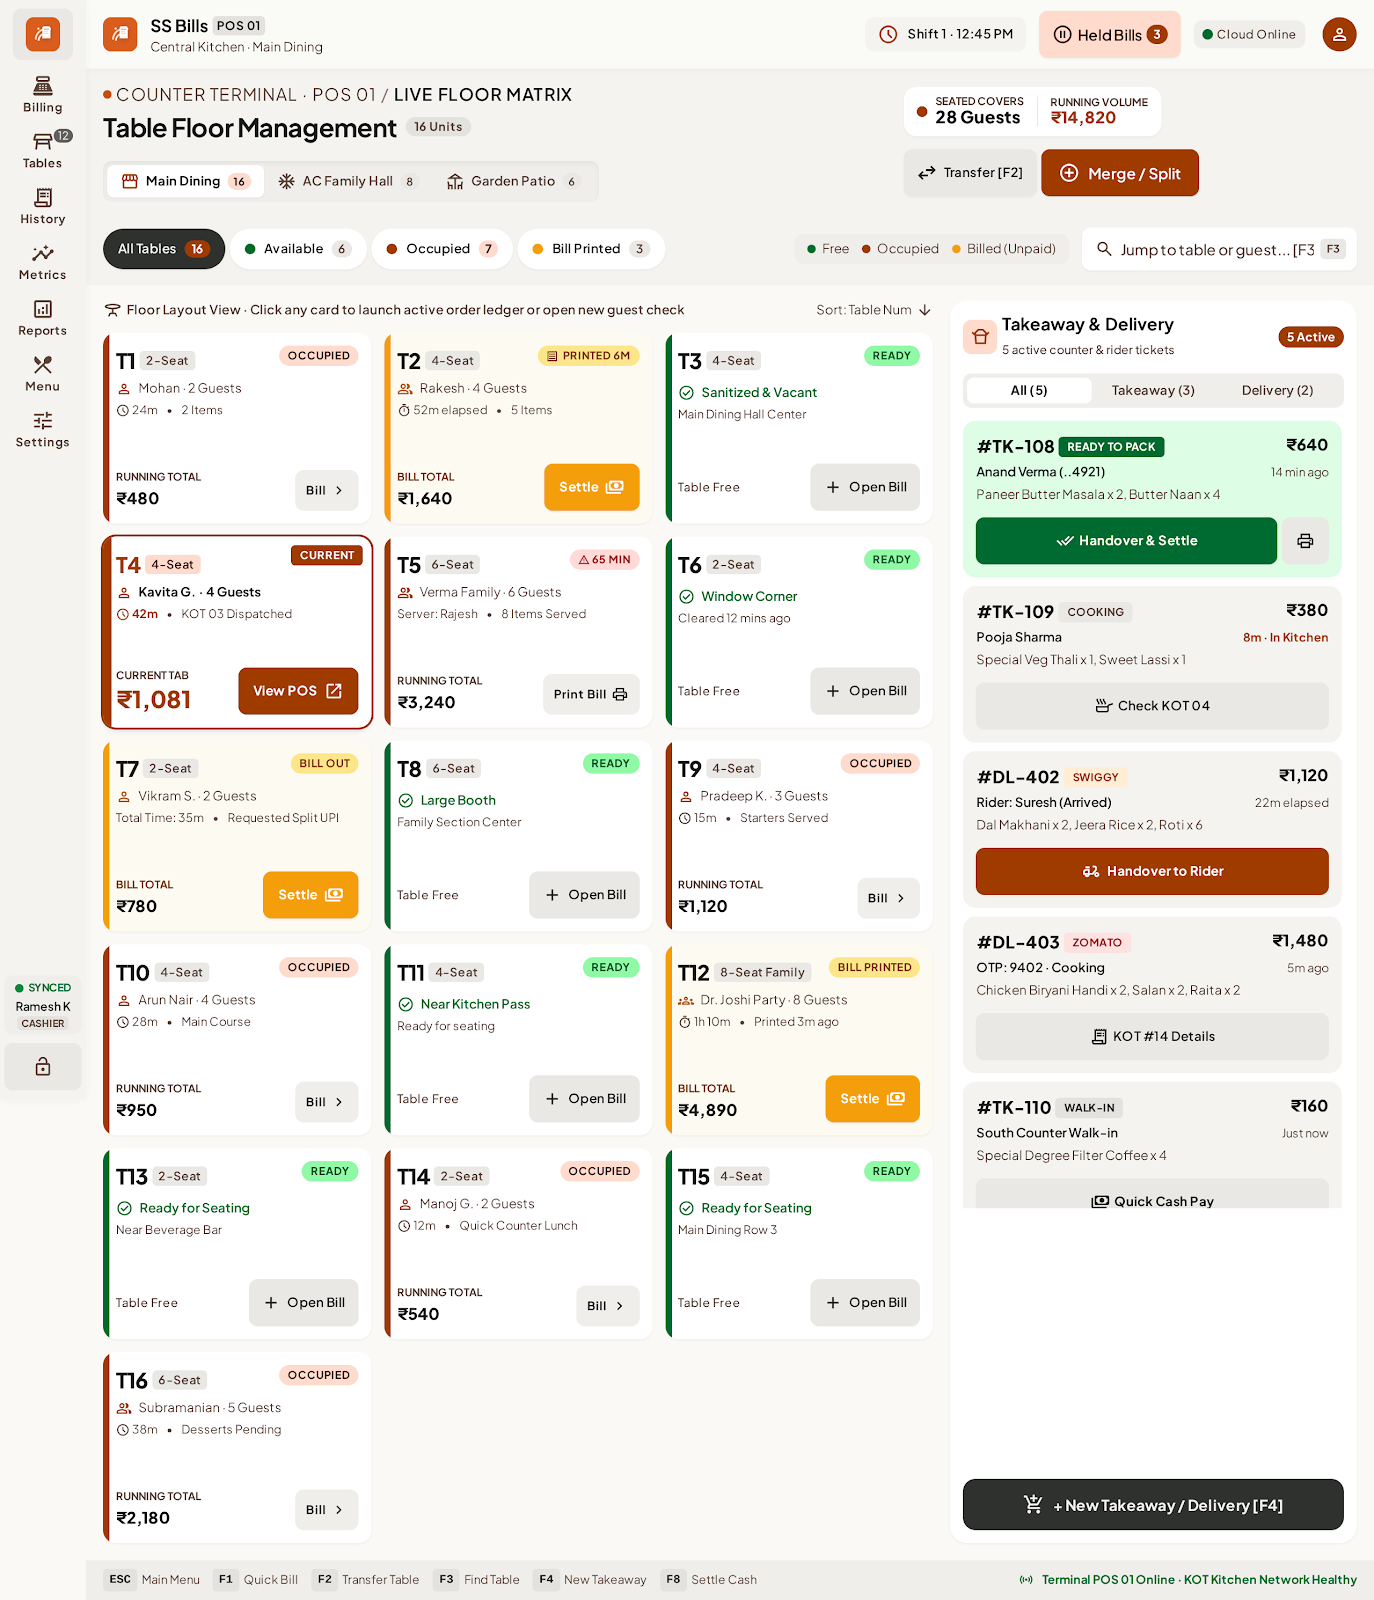 SS Bills POS 01
Central Kitchen · Main Dining
Shift 1 · 12:45 PM
Held Bills 3
Cloud Online
Billing
Tables 12
History
Metrics
Reports
Menu
Settings
SYNCED
Ramesh K
CASHIER
COUNTER TERMINAL · POS 01 / LIVE FLOOR MATRIX
Table Floor Management 16 Units
SEATED COVERS
28 Guests
RUNNING VOLUME
₹14,820
Main Dining 16
AC Family Hall 8
Garden Patio 6
Transfer [F2]
Merge / Split
All Tables 16
Available 6
Occupied 7
Bill Printed 3
Free
Occupied
Billed (Unpaid)
Jump to table or guest... [F3 F3
Floor Layout View · Click any card to launch active order ledger or open new guest check
Sort: Table Num
T1 2-Seat OCCUPIED
Mohan · 2 Guests
24m • 2 Items
RUNNING TOTAL
₹480
Bill
T2 4-Seat PRINTED 6M
Rakesh · 4 Guests
52m elapsed • 5 Items
BILL TOTAL
₹1,640
Settle
T3 4-Seat READY
Sanitized & Vacant
Main Dining Hall Center
Table Free
Open Bill
T4 4-Seat CURRENT
Kavita G. · 4 Guests
42m • KOT 03 Dispatched
CURRENT TAB
₹1,081
View POS
T5 6-Seat 65 MIN
Verma Family · 6 Guests
Server: Rajesh • 8 Items Served
RUNNING TOTAL
₹3,240
Print Bill
T6 2-Seat READY
Window Corner
Cleared 12 mins ago
Table Free
Open Bill
T7 2-Seat BILL OUT
Vikram S. · 2 Guests
Total Time: 35m • Requested Split UPI
BILL TOTAL
₹780
Settle
T8 6-Seat READY
Large Booth
Family Section Center
Table Free
Open Bill
T9 4-Seat OCCUPIED
Pradeep K. · 3 Guests
15m • Starters Served
RUNNING TOTAL
₹1,120
Bill
T10 4-Seat OCCUPIED
Arun Nair · 4 Guests
28m • Main Course
RUNNING TOTAL
₹950
Bill
T11 4-Seat READY
Near Kitchen Pass
Ready for seating
Table Free
Open Bill
T12 8-Seat Family BILL PRINTED
Dr. Joshi Party · 8 Guests
1h 10m • Printed 3m ago
BILL TOTAL
₹4,890
Settle
T13 2-Seat READY
Ready for Seating
Near Beverage Bar
Table Free
Open Bill
T14 2-Seat OCCUPIED
Manoj G. · 2 Guests
12m • Quick Counter Lunch
RUNNING TOTAL
₹540
Bill
T15 4-Seat READY
Ready for Seating
Main Dining Row 3
Table Free
Open Bill
T16 6-Seat OCCUPIED
Subramanian · 5 Guests
38m • Desserts Pending
RUNNING TOTAL
₹2,180
Bill
Takeaway & Delivery
5 active counter & rider tickets
5 Active
All (5)
Takeaway (3)
Delivery (2)
#TK-108 READY TO PACK ₹640
Anand Verma (..4921) 14 min ago
Paneer Butter Masala x 2, Butter Naan x 4
Handover & Settle
#TK-109 COOKING ₹380
Pooja Sharma 8m · In Kitchen
Special Veg Thali x 1, Sweet Lassi x 1
Check KOT 04
#DL-402 SWIGGY ₹1,120
Rider: Suresh (Arrived) 22m elapsed
Dal Makhani x 2, Jeera Rice x 2, Roti x 6
Handover to Rider
#DL-403 ZOMATO ₹1,480
OTP: 9402 · Cooking 5m ago
Chicken Biryani Handi x 2, Salan x 2, Raita x 2
KOT #14 Details
#TK-110 WALK-IN ₹160
South Counter Walk-in Just now
Special Degree Filter Coffee x 4
Quick Cash Pay
+ New Takeaway / Delivery [F4]
ESC Main Menu F1 Quick Bill F2 Transfer Table F3 Find Table F4 New Takeaway F8 Settle Cash
Terminal POS 01 Online · KOT Kitchen Network Healthy